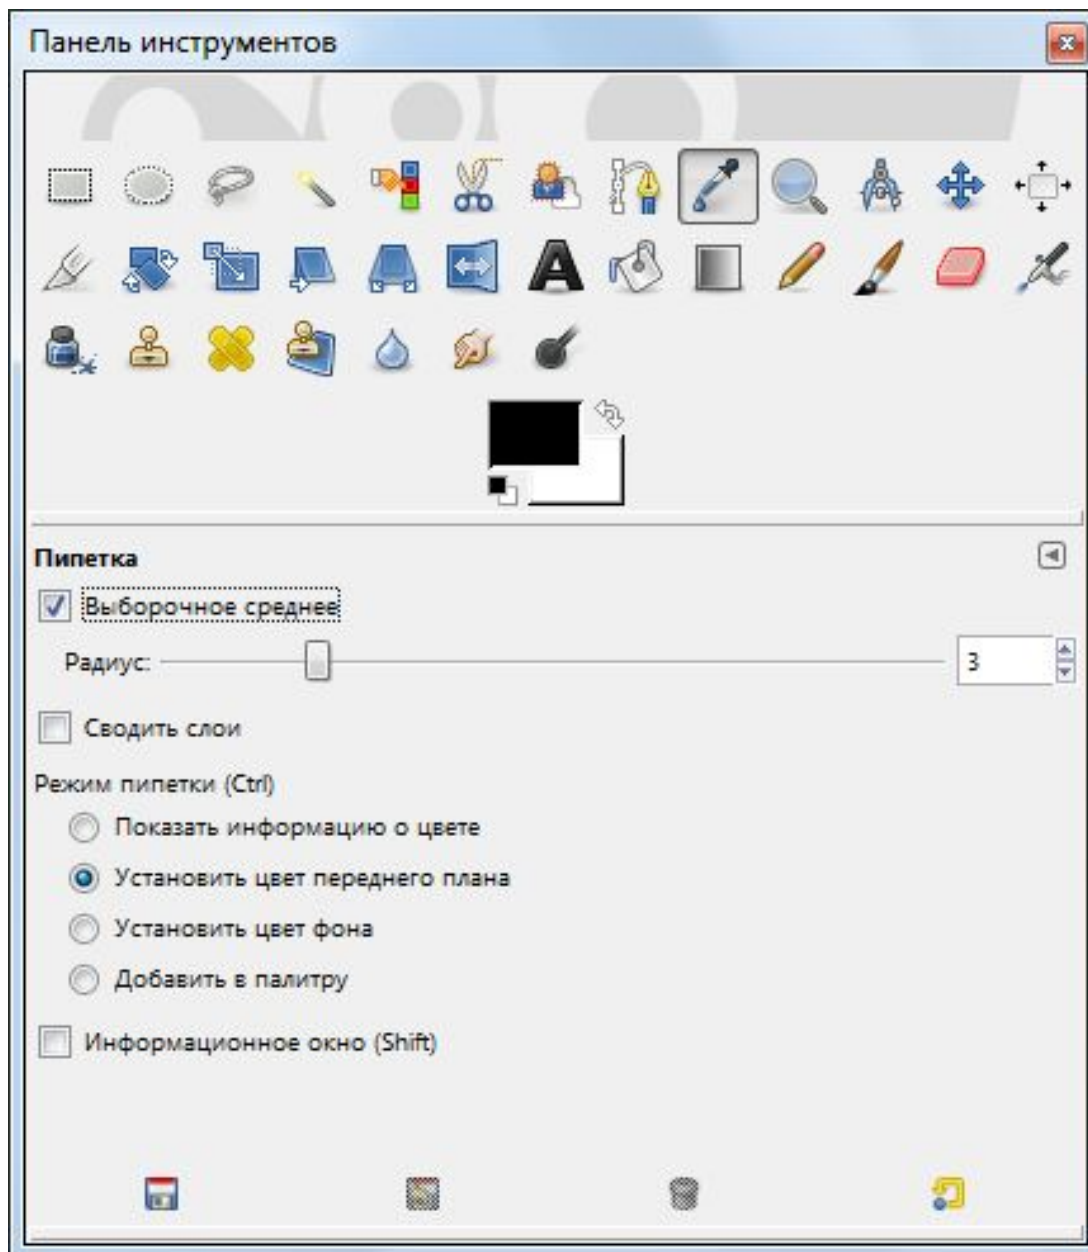 Панель инструментов
Пипетка
Выборочное среднее
Радиус: 3
Сводить слои
Режим пипетки (Ctrl)
Показать информацию о цвете
Установить цвет переднего плана
Установить цвет фона
Добавить в палитру
Информационное окно (Shift)